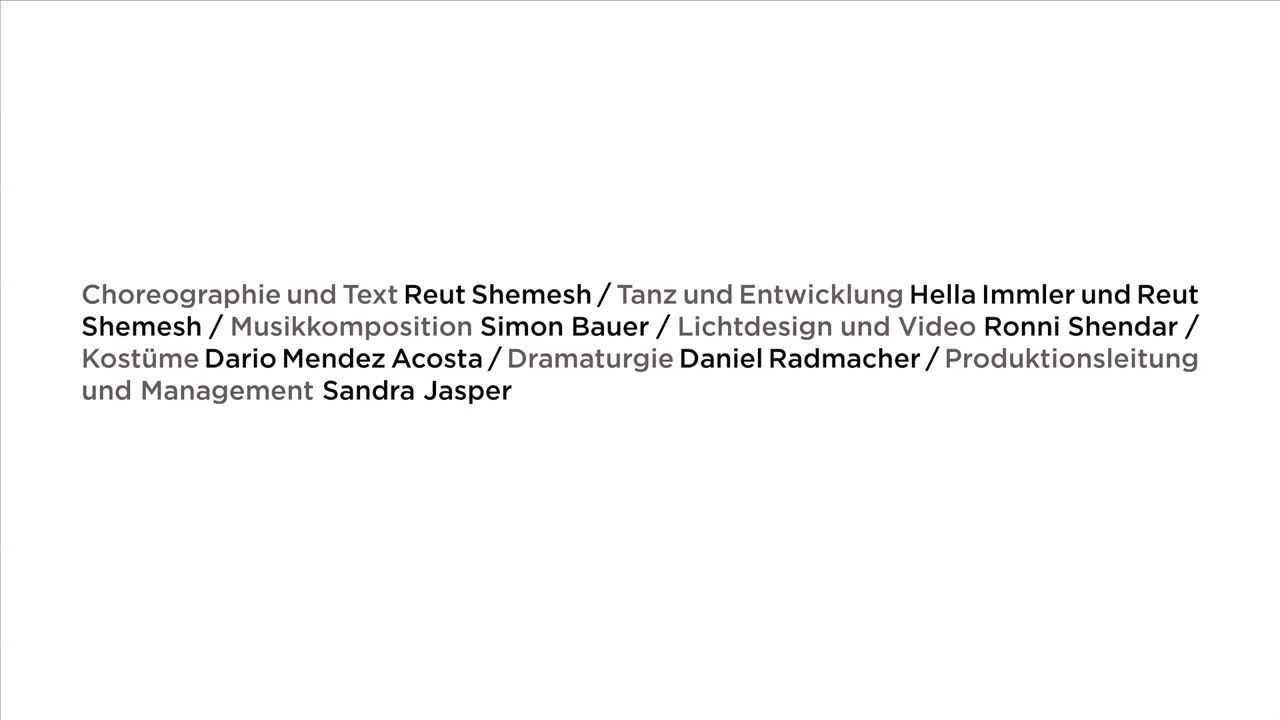 Choreographie und Text Reut Shemesh / Tanz und Entwicklung Hella Immler und Reut
Shemesh / Musikkomposition Simon Bauer / Lichtdesign und Video Ronni Shendar /
Kostüme Dario Mendez Acosta / Dramaturgie Daniel Radmacher / Produktionsleitung
und Management Sandra Jasper